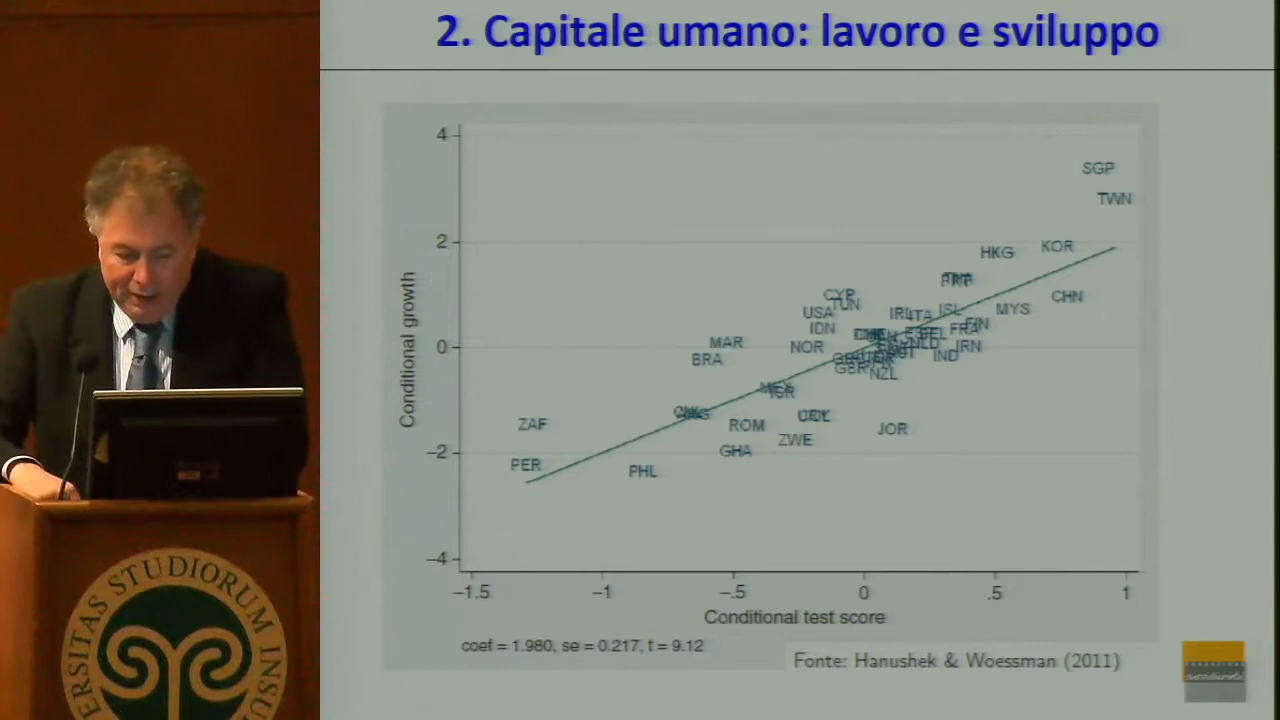 2. Capitale umano: lavoro e sviluppo
4
2
0
−2
−4
Conditional growth
SGP
TWN
KOR
HKG
CHN
CYP
TUN
USA
IRL
ITA
ISL
MYS
IDN
FRA
FIN
MAR
NOR
NLD
IRN
BRA
IND
GBR
NZL
ZAF
ROM
JOR
ZWE
GHA
PER
PHL
−1.5
−1
−.5
0
.5
1
Conditional test score
coef = 1.980, se = 0.217, t = 9.12
Fonte: Hanushek & Woessman (2011)
ERSITAS STUDIORUM INSU